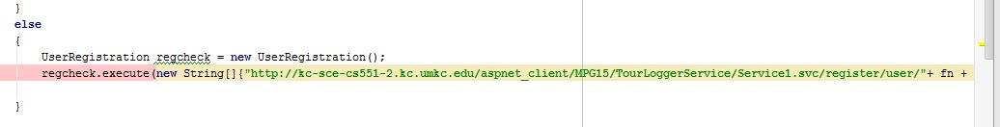 }
else
{
UserRegistration regcheck = new UserRegistration();
regcheck.execute(new String[]{"http://kc-sce-cs551-2.kc.umkc.edu/aspnet_client/MPG15/TourLoggerService/Service1.svc/register/user/"+ fn +
}